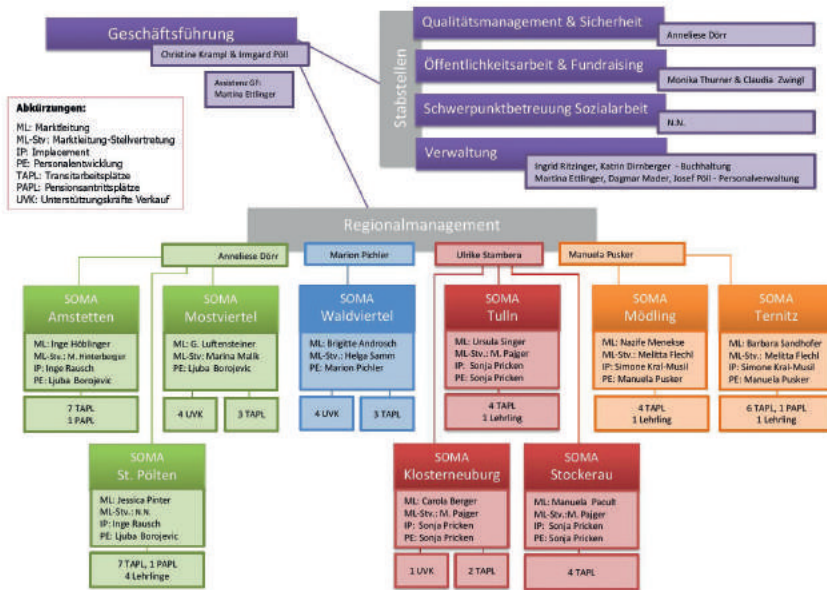 Geschäftsführung
Christine Krampl & Irmgard Pöll
Assistenz GF:
Martina Ettlinger
Stabstellen
Qualitätsmanagement & Sicherheit
Anneliese Dörr
Öffentlichkeitsarbeit & Fundraising
Monika Thurner & Claudia Zwingl
Schwerpunktbetreuung Sozialarbeit
N.N.
Verwaltung
Ingrid Ritzinger, Katrin Dirnberger - Buchhaltung
Martina Ettlinger, Dagmar Mader, Josef Pöll - Personalverwaltung
Abkürzungen:
ML: Marktleitung
ML-Stv: Marktleitung-Stellvertretung
IP: Implacement
PE: Personalentwicklung
TAPL: Transitarbeitsplätze
PAPL: Pensionsantrittsplätze
UVK: Unterstützungskräfte Verkauf
Regionalmanagement
Anneliese Dörr
Marion Pichler
Ulrike Stambera
Manuela Pusker
SOMA
Amstetten
ML: Inge Höblinger
ML-Stv.: M. Hinterberger
IP: Inge Rausch
PE: Ljuba Borojevic
7 TAPL
1 PAPL
SOMA
Mostviertel
ML: G. Luftensteiner
ML-Stv: Marina Malik
PE: Ljuba Borojevic
4 UVK
3 TAPL
SOMA
Waldviertel
ML: Brigitte Androsch
ML-Stv.: Helga Samm
PE: Marion Pichler
4 UVK
3 TAPL
SOMA
Tulln
ML: Ursula Singer
ML-Stv.: M. Pajger
IP: Sonja Pricken
PE: Sonja Pricken
4 TAPL
1 Lehrling
SOMA
Mödling
ML: Nazife Menekse
ML-Stv.: Melitta Flechl
IP: Simone Kral-Musil
PE: Manuela Pusker
4 TAPL
1 Lehrling
SOMA
Ternitz
ML: Barbara Sandhofer
ML-Stv.: Melitta Flechl
IP: Simone Kral-Musil
PE: Manuela Pusker
6 TAPL, 1 PAPL
1 Lehrling
SOMA
St. Pölten
ML: Jessica Pinter
ML-Stv.: N.N.
IP: Inge Rausch
PE: Ljuba Borojevic
7 TAPL, 1 PAPL
4 Lehrlinge
SOMA
Klosterneuburg
ML: Carola Berger
ML-Stv.: M. Pajger
IP: Sonja Pricken
PE: Sonja Pricken
1 UVK
2 TAPL
SOMA
Stockerau
ML: Manuela Pacult
ML-Stv.:M. Pajger
IP: Sonja Pricken
PE: Sonja Pricken
4 TAPL